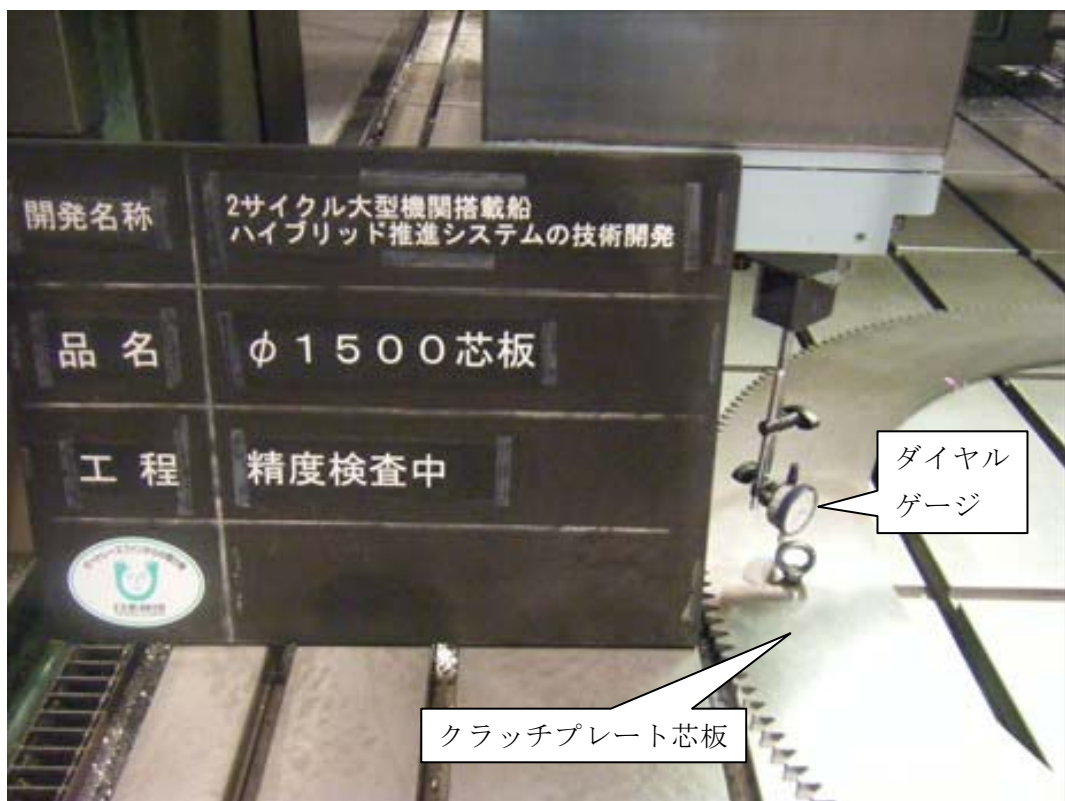 開発名称
2サイクル大型機関搭載船
ハイブリッド推進システムの技術開発
品名
φ1500芯板
工程
精度検査中
ダイヤル
ゲージ
クラッチプレート芯板